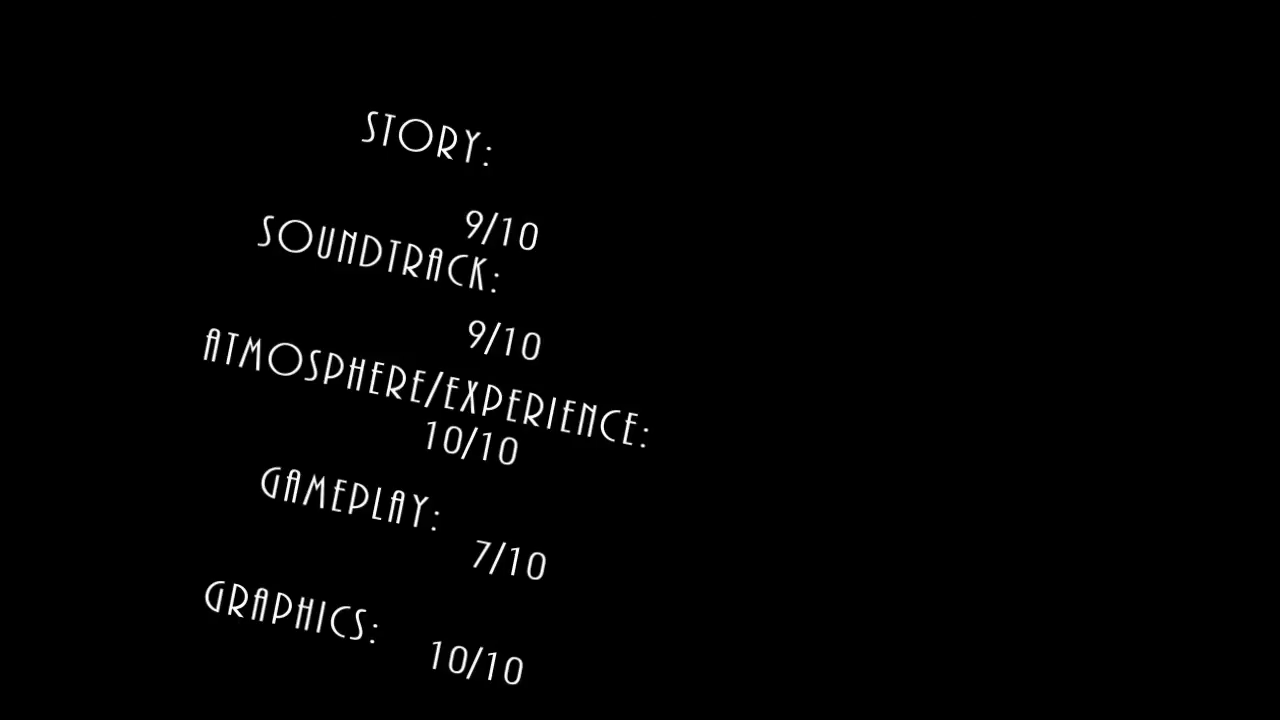 STORY:
9/10
SOUNDTRACK:
9/10
ATMOSPHERE/EXPERIENCE:
10/10
GAMEPLAY:
7/10
GRAPHICS:
10/10